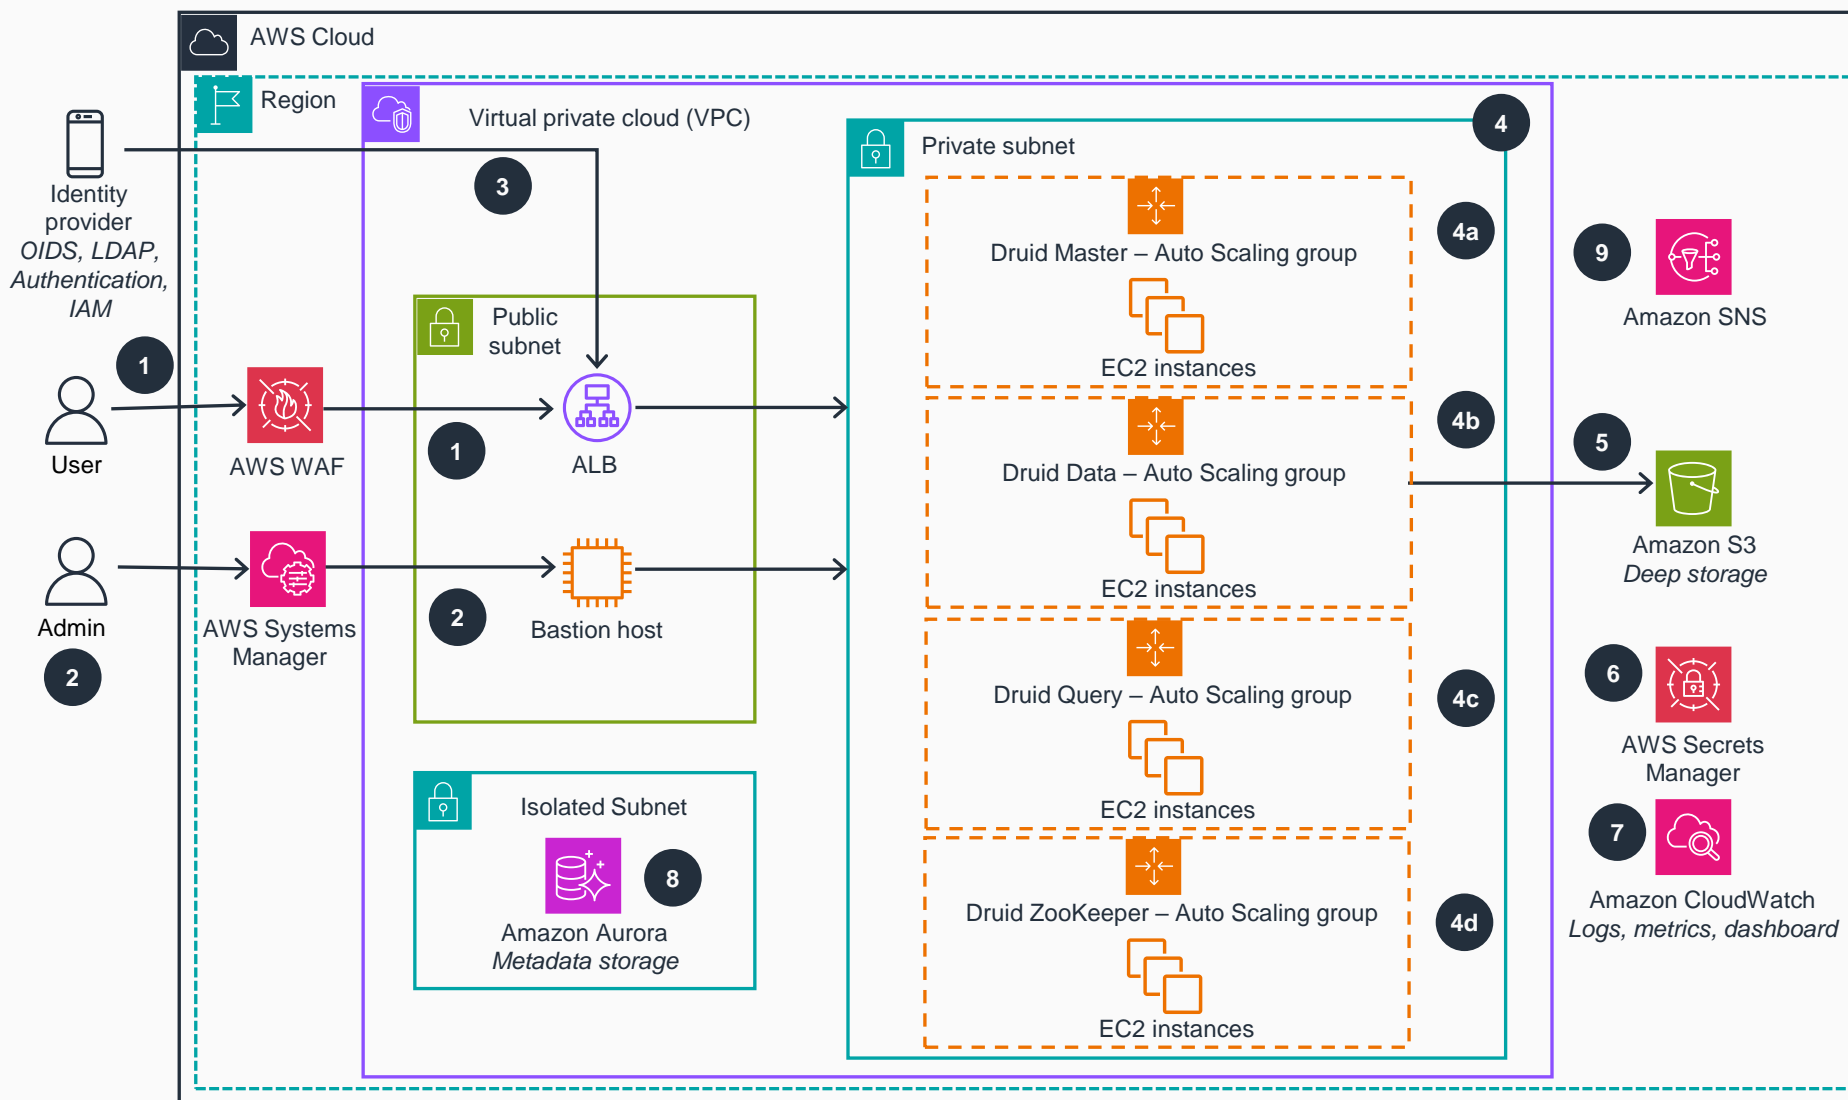 AWS Cloud
Region
Virtual private cloud (VPC)
4
Private subnet
3
Identity
provider
OIDS, LDAP,
Authentication,
IAM
4a
Druid Master – Auto Scaling group
EC2 instances
9
Amazon SNS
Public
subnet
1
User
AWS WAF
1
ALB
4b
Druid Data – Auto Scaling group
EC2 instances
5
Amazon S3
Deep storage
Admin
2
AWS Systems
Manager
2
Bastion host
4c
Druid Query – Auto Scaling group
EC2 instances
6
AWS Secrets
Manager
Isolated Subnet
8
Amazon Aurora
Metadata storage
4d
Druid ZooKeeper – Auto Scaling group
EC2 instances
7
Amazon CloudWatch
Logs, metrics, dashboard